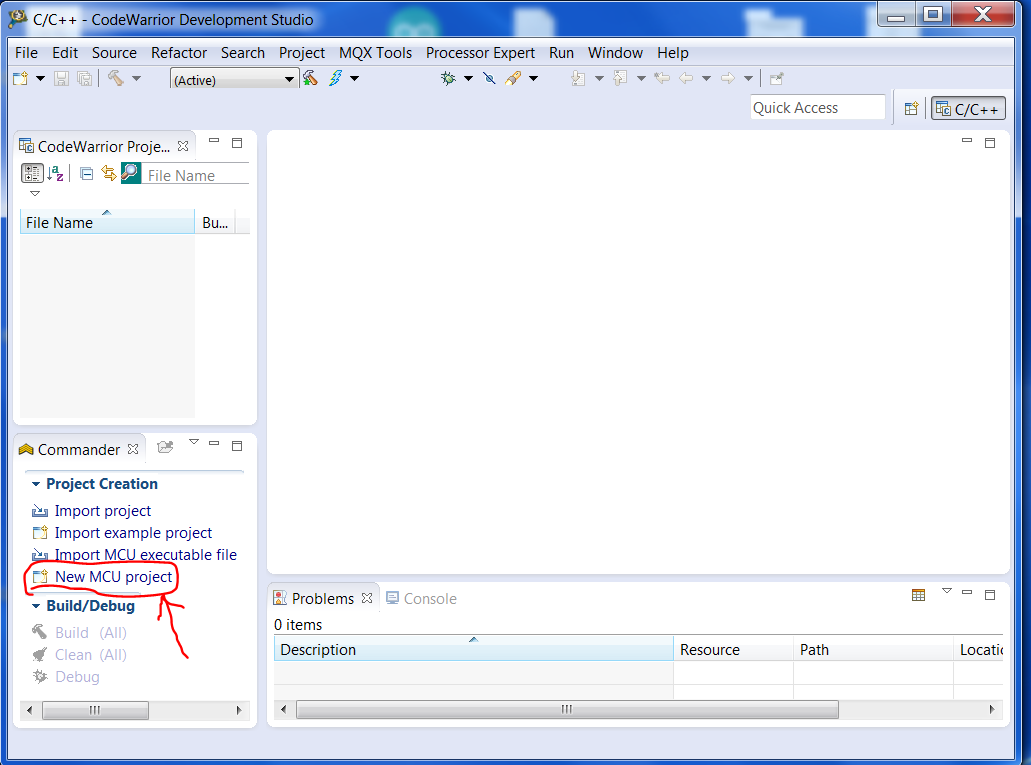 C/C++ - CodeWarrior Development Studio
File Edit Source Refactor Search Project MQX Tools Processor Expert Run Window Help
(Active)
Quick Access
C/C++
CodeWarrior Proje...
File Name
File Name Bu...
Commander
Project Creation
Import project
Import example project
Import MCU executable file
New MCU project
Build/Debug
Build (All)
Clean (All)
Debug
Problems Console
0 items
Description Resource Path Locatic